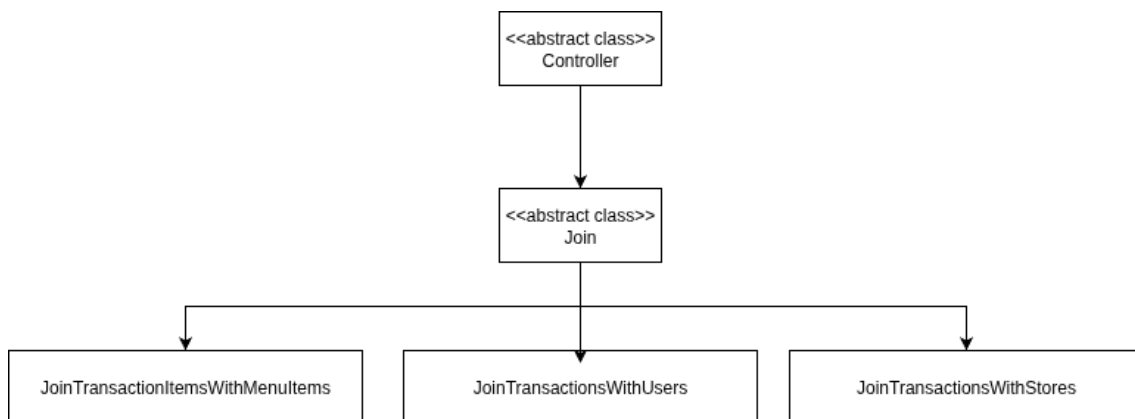 <<abstract class>>
Controller
<<abstract class>>
Join
JoinTransactionItemsWithMenuItems
JoinTransactionsWithUsers
JoinTransactionsWithStores